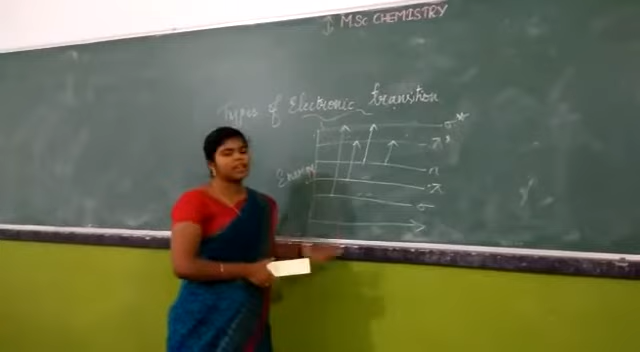 M.Sc CHEMISTRY
Types of Electronic transition
σ*
π*
n
Energy
π
σ